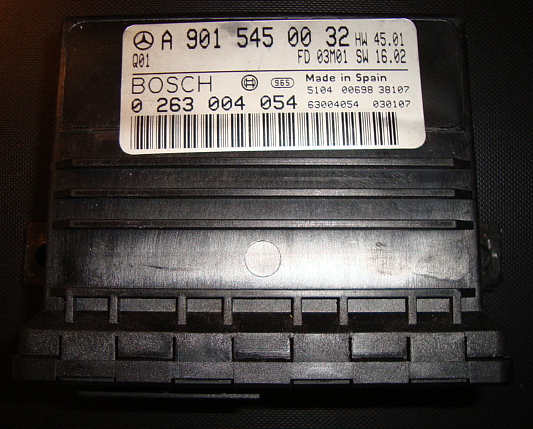 A 901 545 00 32 HW 45.01
Q01 FD 03M01 SW 16.02
BOSCH 965 Made in Spain
5104 00698 38107
0 263 004 054 63004054 030107